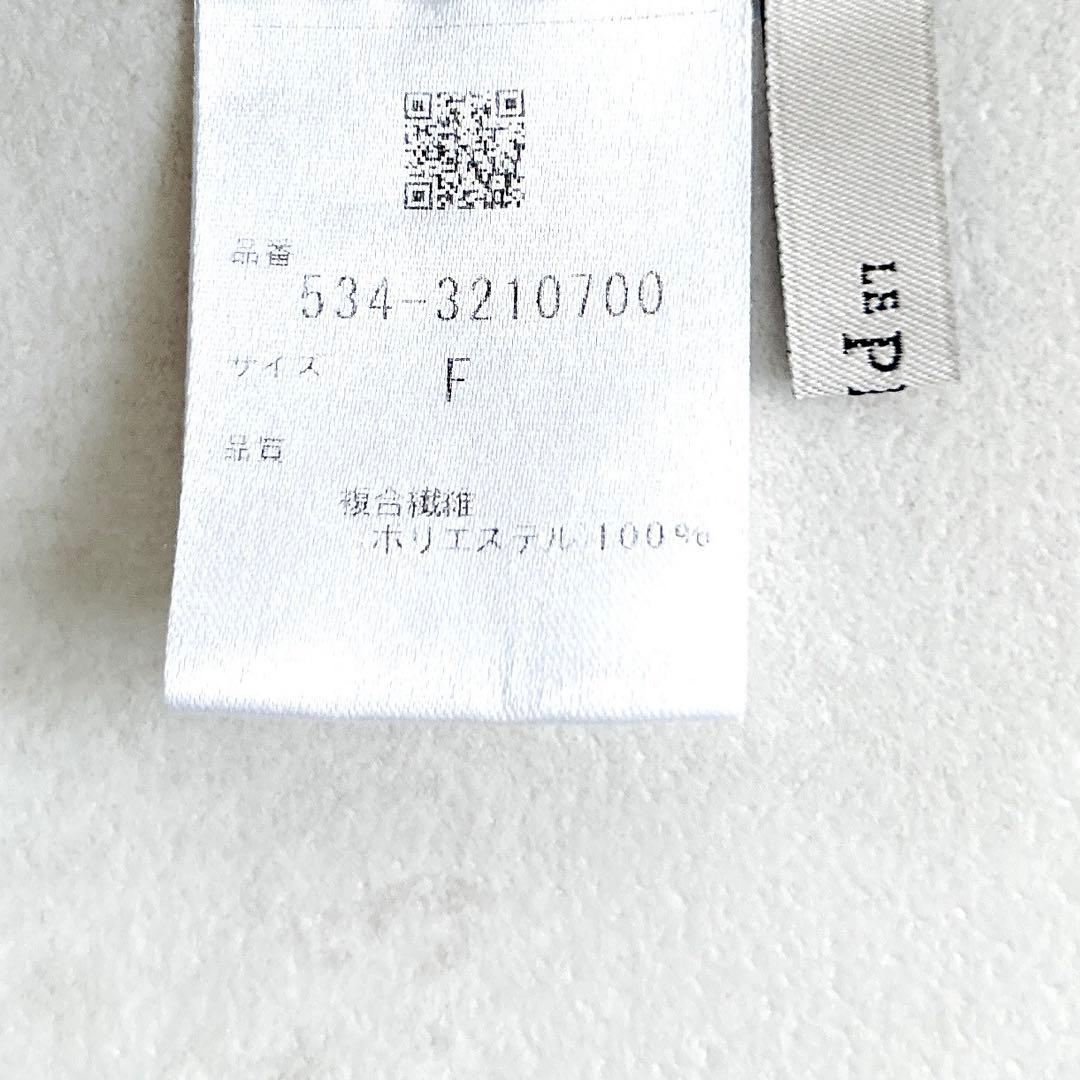 品番
534-3210700
サイズ F
品質
複合繊維
ポリエステル 100%
LE
P